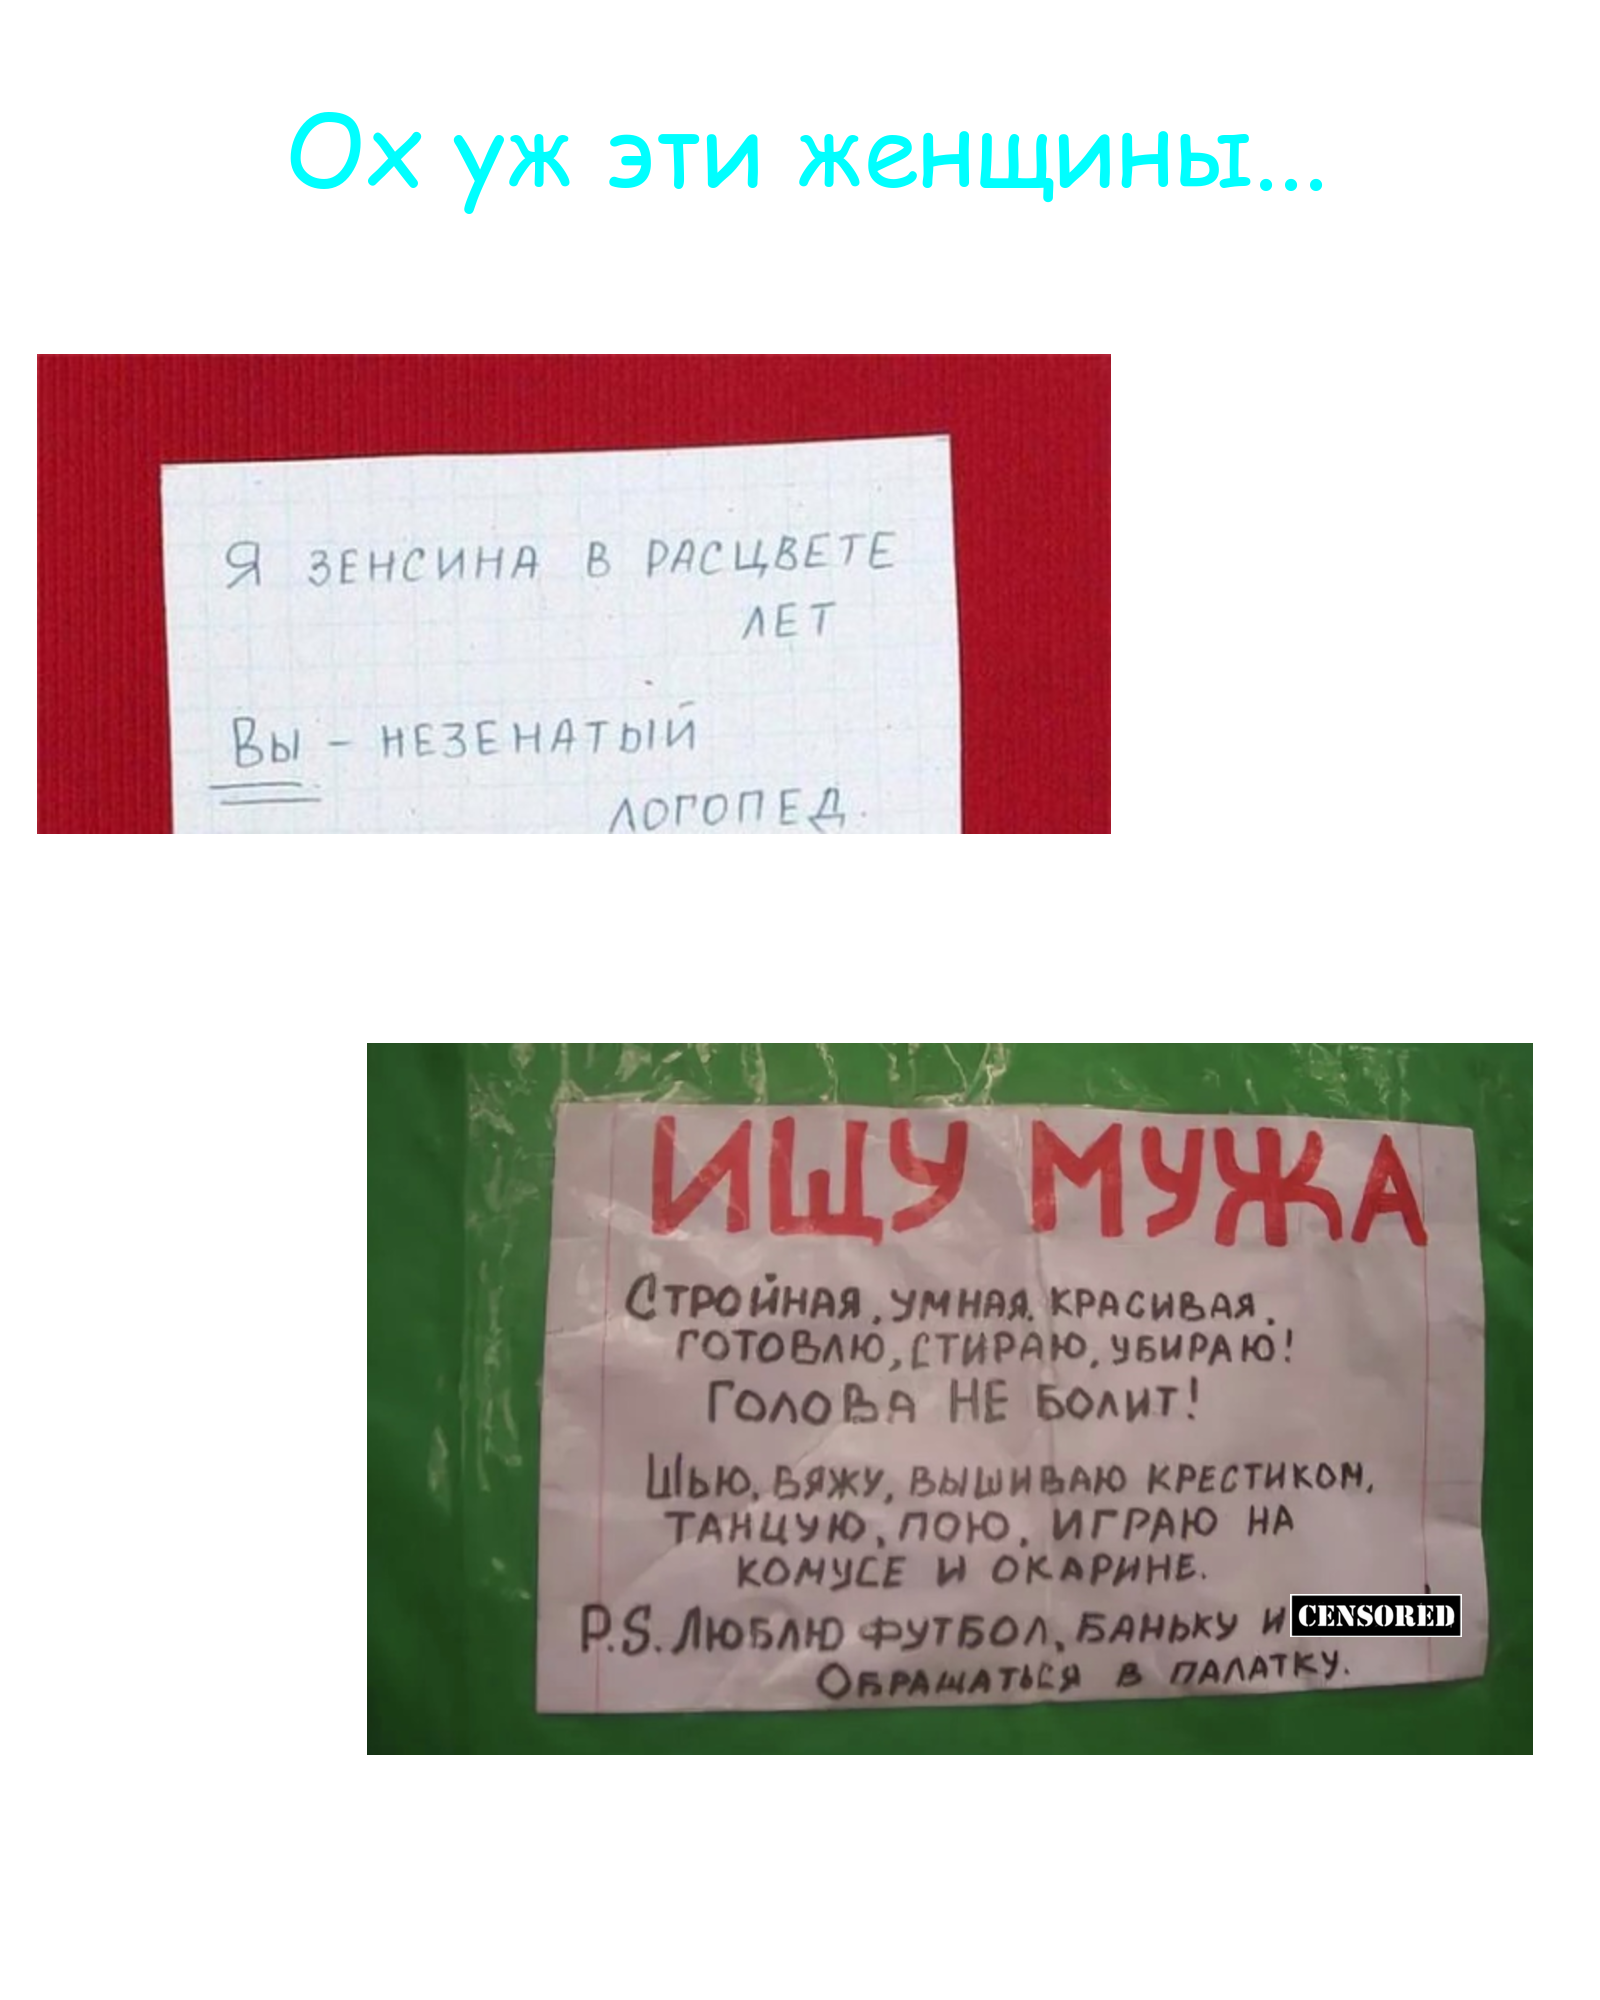 Ох уж эти женщины...
Я ЗЕНСИНА В РАСЦВЕТЕ
ЛЕТ
Вы - НЕЗЕНАТЫЙ
ЛОГОПЕД.
ИЩУ МУЖА
СТРОЙНАЯ, УМНАЯ, КРАСИВАЯ,
ГОТОВЛЮ, СТИРАЮ, УБИРАЮ!
ГОЛОВА НЕ БОЛИТ!
ШЬЮ, ВЯЖУ, ВЫШИВАЮ КРЕСТИКОМ,
ТАНЦУЮ, ПОЮ, ИГРАЮ НА
КОМУСЕ И ОКАРИНЕ.
P.S. ЛЮБЛЮ ФУТБОЛ, БАНЬКУ И CENSORED
ОБРАЩАТЬСЯ В ПАЛАТКУ.